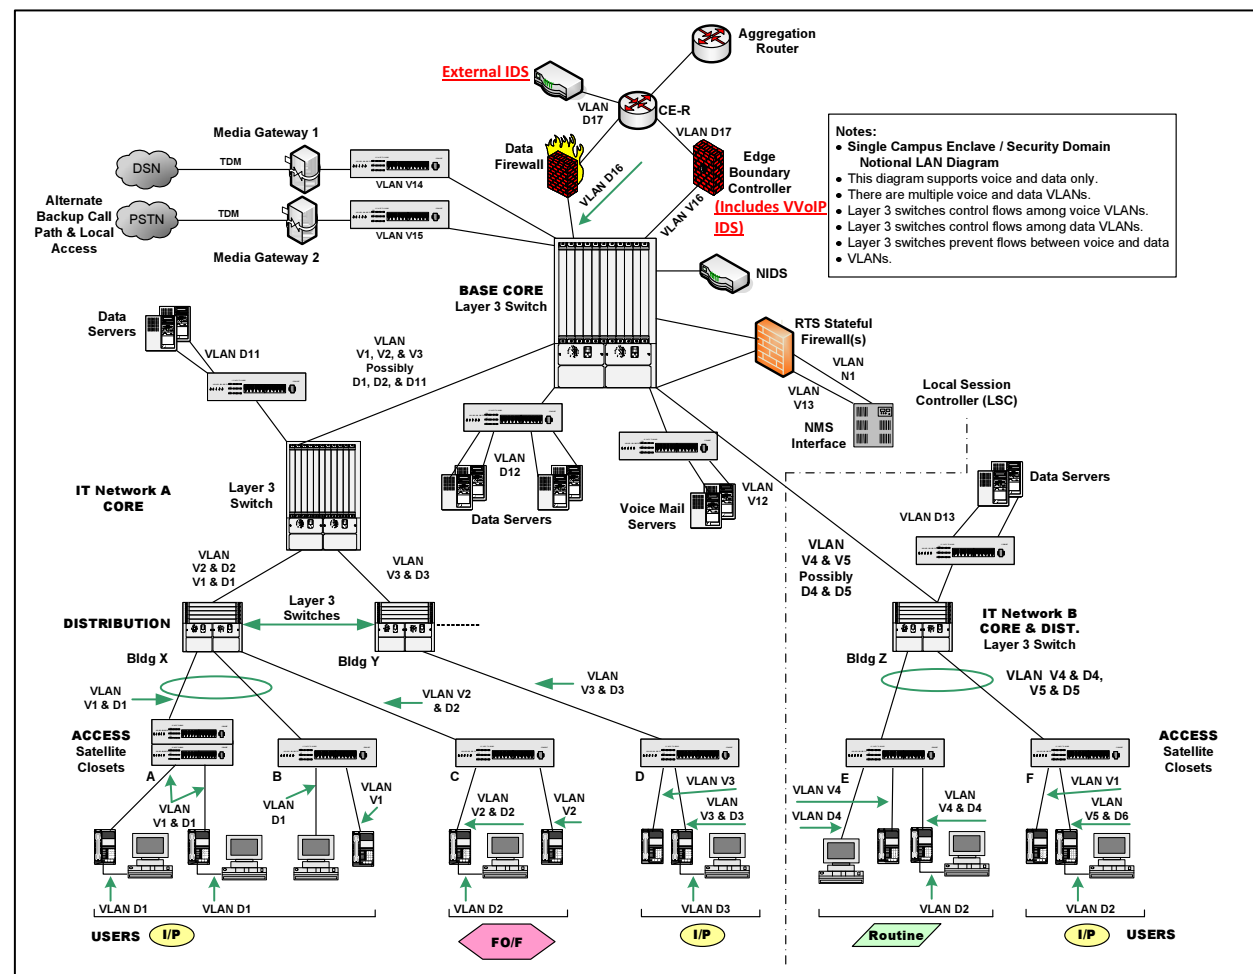 Aggregation
Router
External IDS
VLAN
D17
CE-R
VLAN D17
Media Gateway 1
Data
Firewall
Edge
Boundary
Controller
(Includes VVoIP
IDS)
Notes:
● Single Campus Enclave / Security Domain
Notional LAN Diagram
● This diagram supports voice and data only.
● There are multiple voice and data VLANs.
● Layer 3 switches control flows among voice VLANs.
● Layer 3 switches control flows among data VLANs.
● Layer 3 switches prevent flows between voice and data
● VLANs.
DSN
TDM
VLAN V14
VLAN D16
VLAN V16
Alternate
Backup Call
Path & Local
Access
PSTN
TDM
VLAN V15
Media Gateway 2
NIDS
BASE CORE
Layer 3 Switch
Data
Servers
VLAN D11
VLAN
V1, V2, & V3
Possibly
D1, D2, & D11
RTS Stateful
Firewall(s)
VLAN
N1
VLAN
V13
Local Session
Controller (LSC)
NMS
Interface
IT Network A
CORE
Layer 3
Switch
VLAN
D12
Data Servers
VLAN
V12
Voice Mail
Servers
Data Servers
VLAN D13
VLAN
V2 & D2
V1 & D1
VLAN
V3 & D3
VLAN
V4 & V5
Possibly
D4 & D5
DISTRIBUTION
Layer 3
Switches
Bldg X
Bldg Y
Bldg Z
IT Network B
CORE & DIST.
Layer 3 Switch
VLAN
V1 & D1
VLAN V2
& D2
VLAN
V3 & D3
VLAN V4 & D4,
V5 & D5
ACCESS
Satellite
Closets
A
B
C
D
E
F
ACCESS
Satellite
Closets
VLAN
V1 & D1
VLAN
D1
VLAN
V1
VLAN
V2 & D2
VLAN
V2
VLAN V3
VLAN
V3 & D3
VLAN V4
VLAN D4
VLAN
V4 & D4
VLAN V1
VLAN
V5 & D6
VLAN D1
VLAN D1
VLAN D2
VLAN D3
VLAN D2
VLAN D2
USERS
I/P
FO/F
I/P
Routine
I/P
USERS